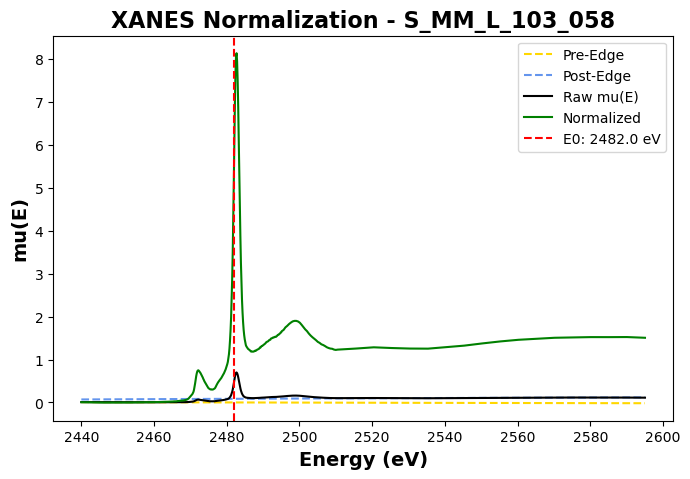 XANES Normalization - S_MM_L_103_058
mu(E)
8
7
6
5
4
3
2
1
0
Pre-Edge
Post-Edge
Raw mu(E)
Normalized
E0: 2482.0 eV
2440 2460 2480 2500 2520 2540 2560 2580 2600
Energy (eV)